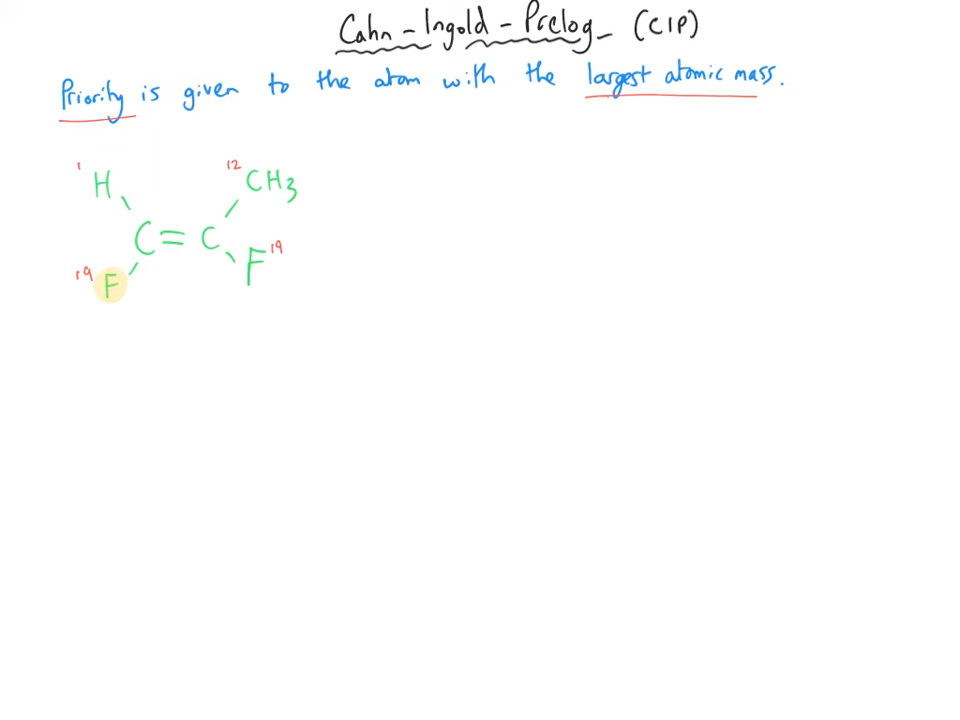 Cahn - Ingold - Prelog (CIP)
Priority is given to the atom with the largest atomic mass.
1 H 12 CH3
C = C
19 F F 19